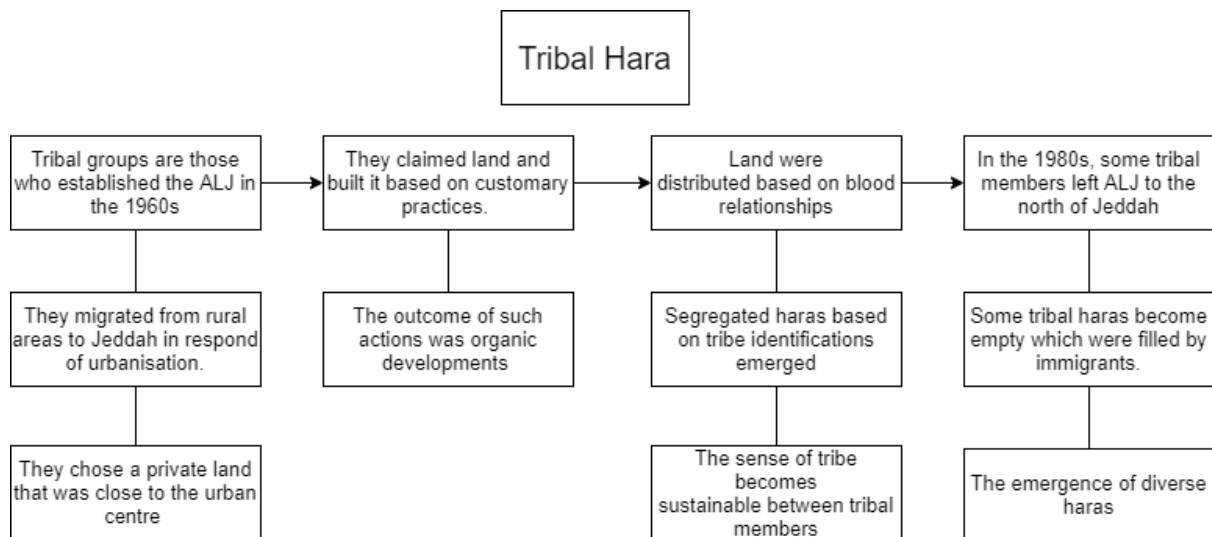 Tribal Hara
Tribal groups are those
who established the ALJ in
the 1960s
They claimed land and
built it based on customary
practices.
Land were
distributed based on blood
relationships
In the 1980s, some tribal
members left ALJ to the
north of Jeddah
They migrated from rural
areas to Jeddah in respond
of urbanisation.
The outcome of such
actions was organic
developments
Segregated haras based
on tribe identifications
emerged
Some tribal haras become
empty which were filled by
immigrants.
They chose a private land
that was close to the urban
centre
The sense of tribe
becomes
sustainable between tribal
members
The emergence of diverse
haras